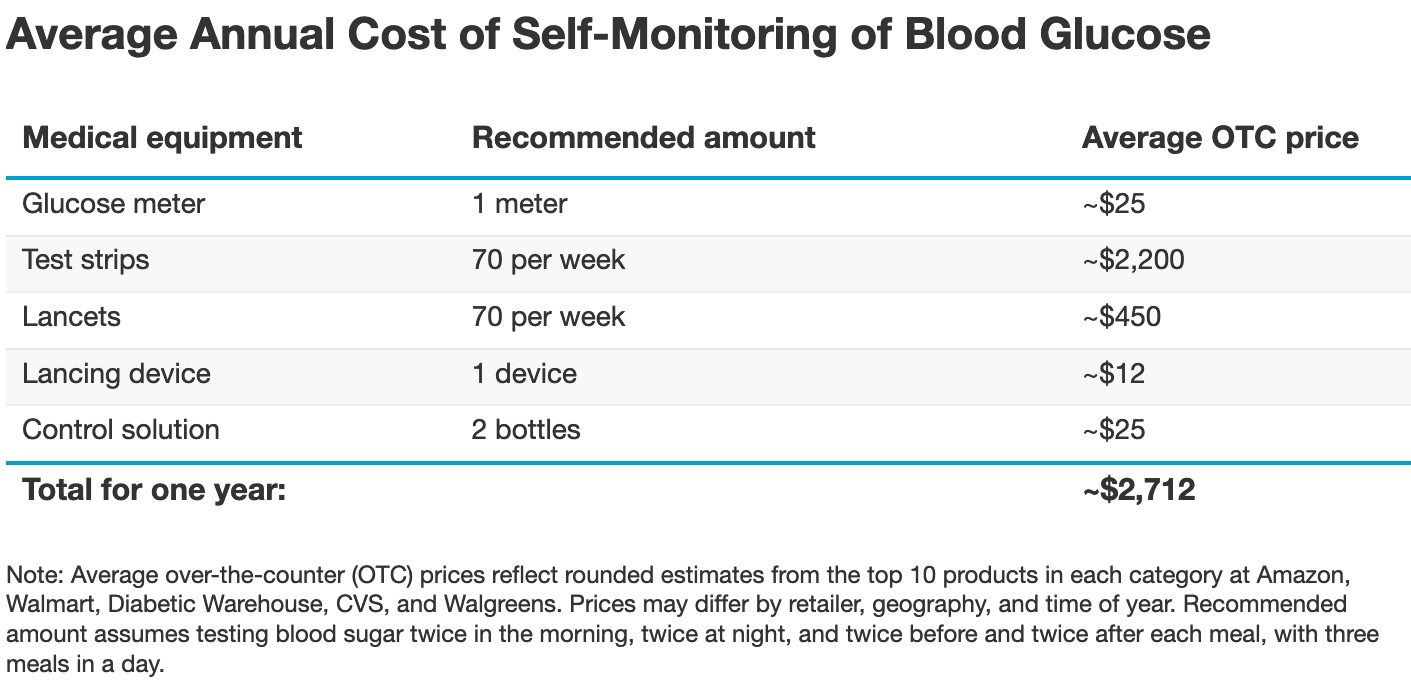 Average Annual Cost of Self-Monitoring of Blood Glucose
Medical equipment Recommended amount Average OTC price
Glucose meter 1 meter ~$25
Test strips 70 per week ~$2,200
Lancets 70 per week ~$450
Lancing device 1 device ~$12
Control solution 2 bottles ~$25
Total for one year: ~$2,712
Note: Average over-the-counter (OTC) prices reflect rounded estimates from the top 10 products in each category at Amazon,
Walmart, Diabetic Warehouse, CVS, and Walgreens. Prices may differ by retailer, geography, and time of year. Recommended
amount assumes testing blood sugar twice in the morning, twice at night, and twice before and twice after each meal, with three
meals in a day.